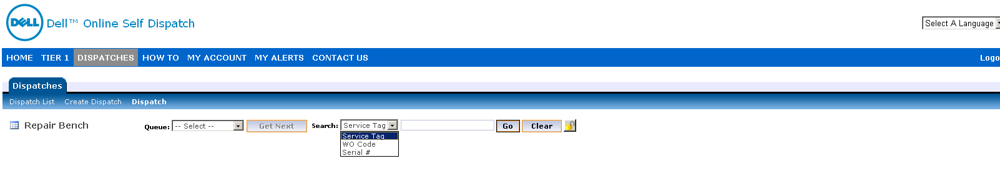 DELL Dell™ Online Self Dispatch
Select A Language
HOME TIER 1 DISPATCHES HOW TO MY ACCOUNT MY ALERTS CONTACT US Logo
Dispatches
Dispatch List Create Dispatch Dispatch
Repair Bench Queue: -- Select -- Get Next Search: Service Tag Go Clear
Service Tag
WO Code
Serial #